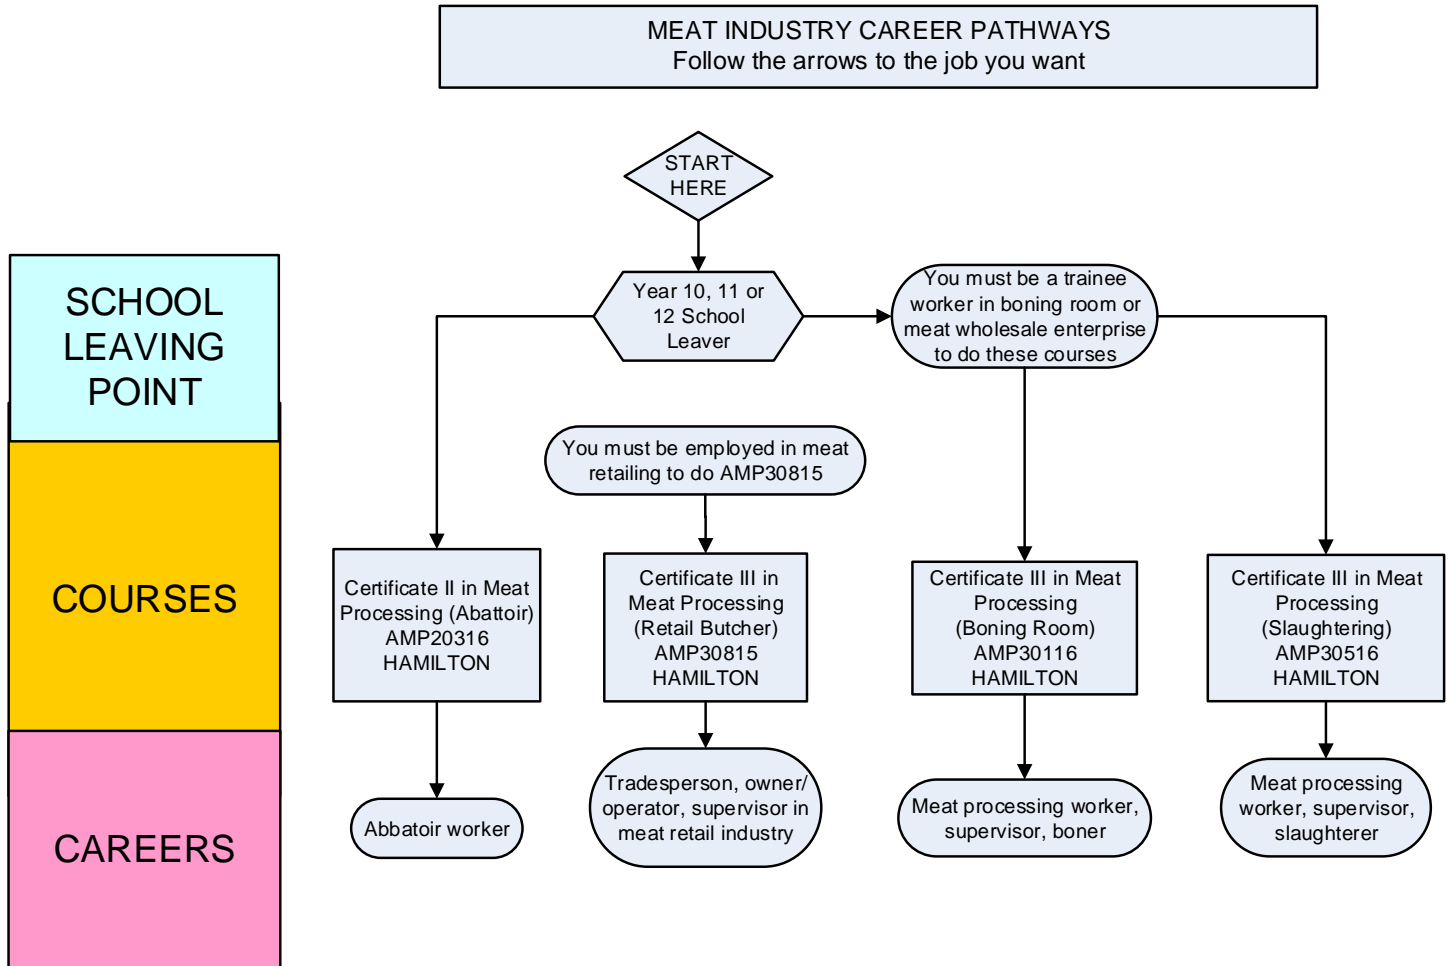 MEAT INDUSTRY CAREER PATHWAYS
Follow the arrows to the job you want
START
HERE
SCHOOL
LEAVING
POINT
Year 10, 11 or
12 School
Leaver
You must be a trainee
worker in boning room or
meat wholesale enterprise
to do these courses
You must be employed in meat
retailing to do AMP30815
COURSES
Certificate II in Meat
Processing (Abattoir)
AMP20316
HAMILTON
Certificate III in
Meat Processing
(Retail Butcher)
AMP30815
HAMILTON
Certificate III in Meat
Processing
(Boning Room)
AMP30116
HAMILTON
Certificate III in Meat
Processing
(Slaughtering)
AMP30516
HAMILTON
CAREERS
Abbatoir worker
Tradesperson, owner/
operator, supervisor in
meat retail industry
Meat processing worker,
supervisor, boner
Meat processing
worker, supervisor,
slaughterer